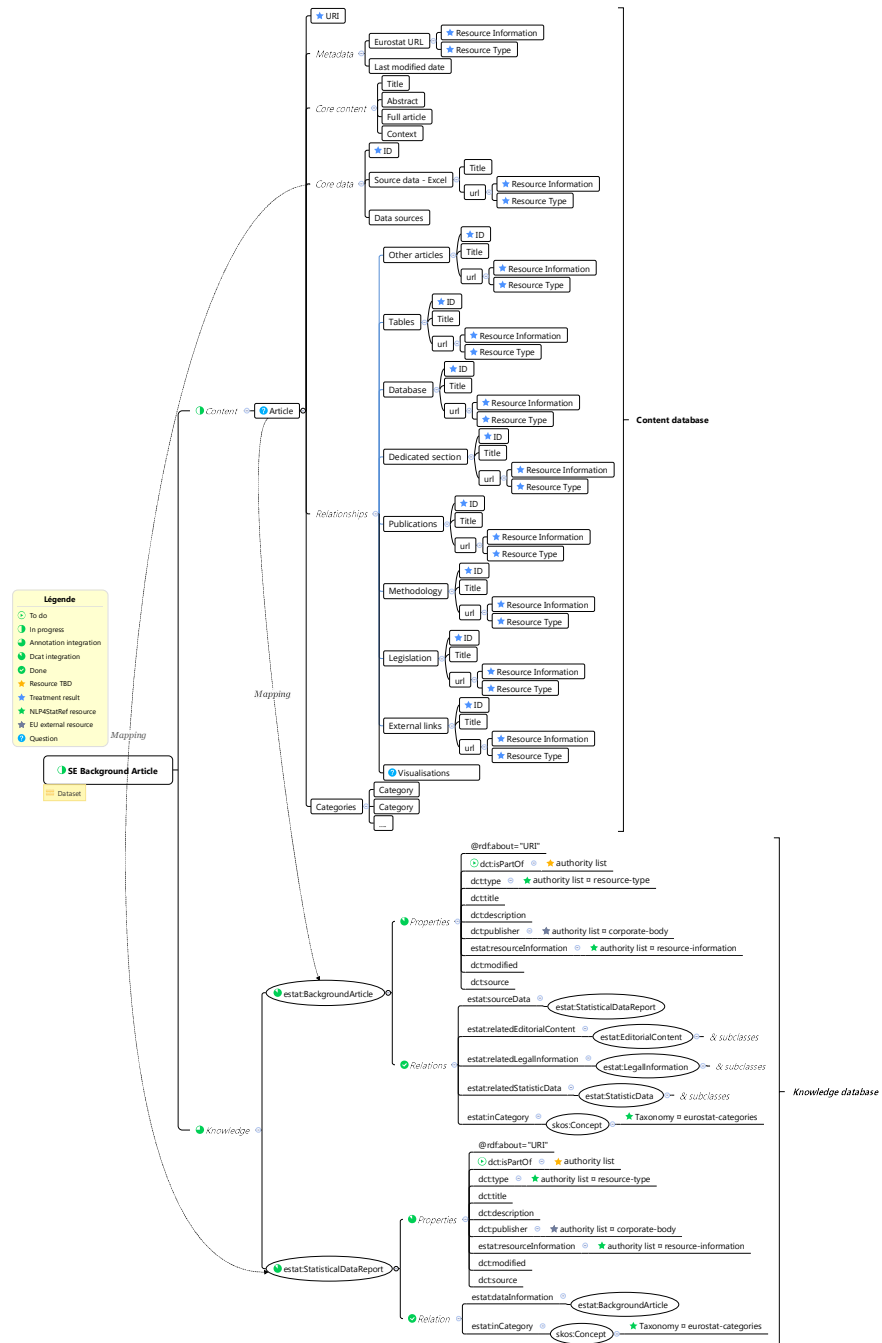 URI
Metadata
Eurostat URL
Resource Information
Resource Type
Last modified date
Core content
Title
Abstract
Full article
Context
Core data
ID
Source data - Excel
Title
url
Resource Information
Resource Type
Data sources
Content
Article
Relationships
Other articles
ID
Title
url
Resource Information
Resource Type
Tables
ID
Title
url
Resource Information
Resource Type
Database
ID
Title
url
Resource Information
Resource Type
Dedicated section
ID
Title
url
Resource Information
Resource Type
Publications
ID
Title
url
Resource Information
Resource Type
Methodology
ID
Title
url
Resource Information
Resource Type
Legislation
ID
Title
url
Resource Information
Resource Type
External links
ID
Title
url
Resource Information
Resource Type
Visualisations
Categories
Category
Category
....
Content database
Légende
To do
In progress
Annotation integration
Dcat integration
Done
Resource TBD
Treatment result
NLP4StatRef resource
EU external resource
Question
Mapping
Mapping
SE Background Article
Dataset
Knowledge
estat:BackgroundArticle
Properties
@rdf:about="URI"
dct:isPartOf authority list
dct:type authority list ¤ resource-type
dct:title
dct:description
dct:publisher authority list ¤ corporate-body
estat:resourceInformation authority list ¤ resource-information
dct:modified
dct:source
Relations
estat:sourceData
estat:StatisticalDataReport
estat:relatedEditorialContent
estat:EditorialContent & subclasses
estat:relatedLegalInformation
estat:LegalInformation & subclasses
estat:relatedStatisticData
estat:StatisticData & subclasses
estat:inCategory
skos:Concept
Taxonomy ¤ eurostat-categories
estat:StatisticalDataReport
Properties
@rdf:about="URI"
dct:isPartOf authority list
dct:type authority list ¤ resource-type
dct:title
dct:description
dct:publisher authority list ¤ corporate-body
estat:resourceInformation authority list ¤ resource-information
dct:modified
dct:source
Relation
estat:dataInformation
estat:BackgroundArticle
estat:inCategory
skos:Concept
Taxonomy ¤ eurostat-categories
Knowledge database